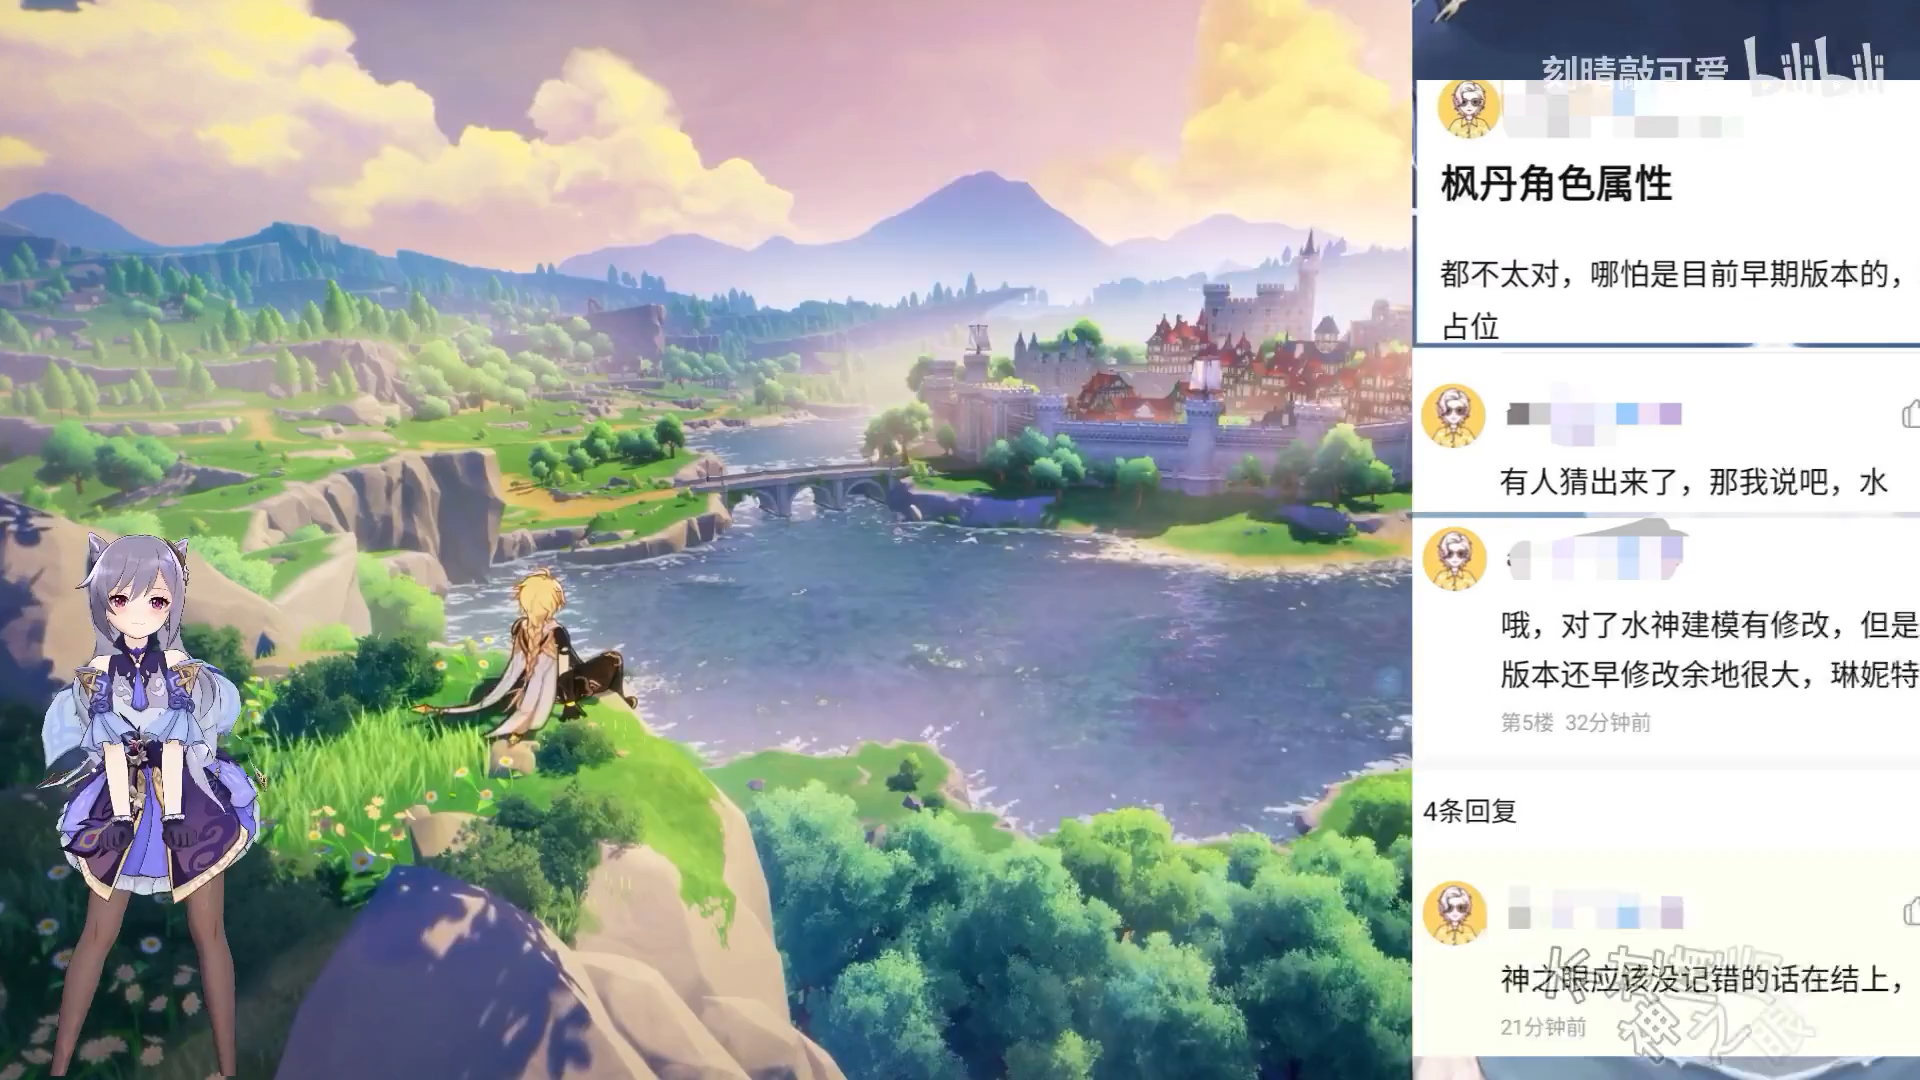 刻晴敲可爱 bilibili
枫丹角色属性
都不太对，哪怕是目前早期版本的，
占位
有人猜出来了，那我说吧，水
哦，对了水神建模有修改，但是
版本还早修改余地很大，琳妮特
第5楼 32分钟前
4条回复
神之眼应该没记错的话在结上，
21分钟前
神之眼